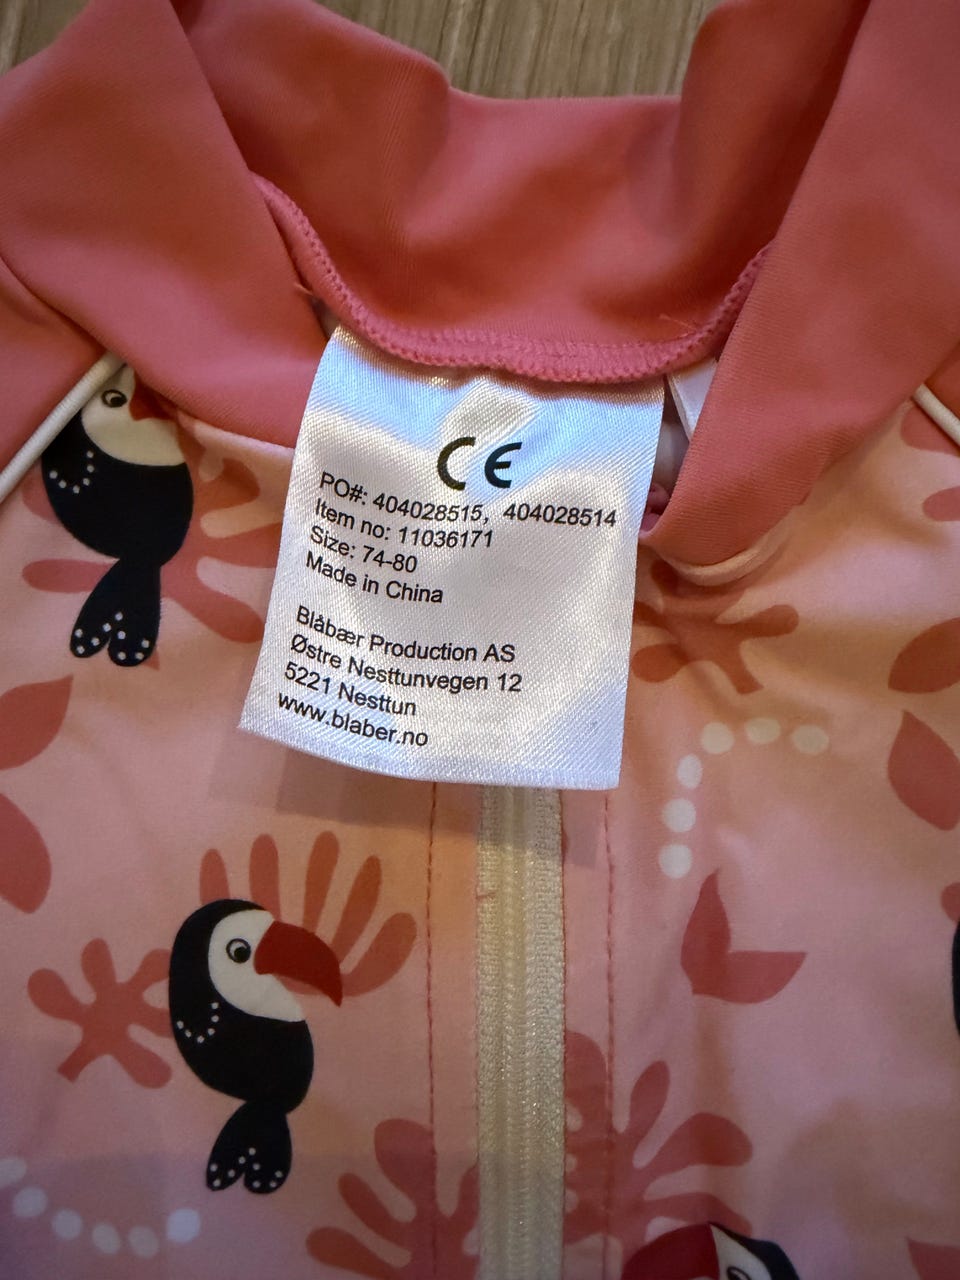 CE
PO#: 404028515, 404028514
Item no: 11036171
Size: 74-80
Made in China
Blåbær Production AS
Østre Nesttunvegen 12
5221 Nesttun
www.blaber.no